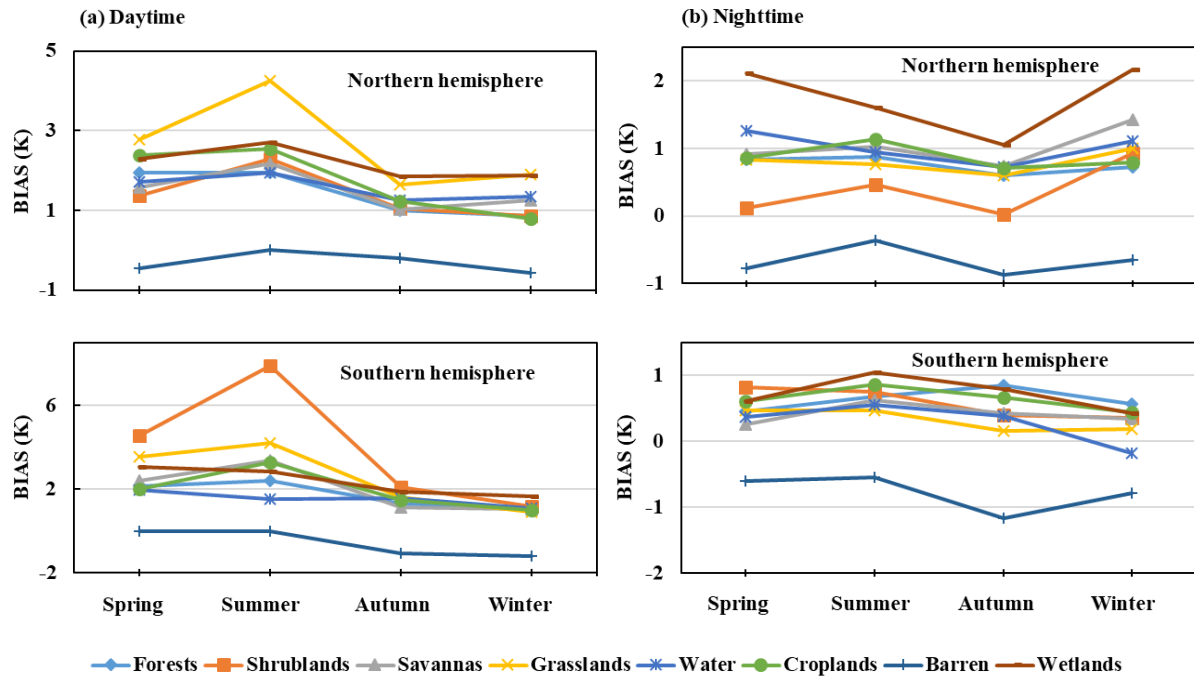 (a) Daytime
(b) Nighttime
5
3
1
-1
BIAS (K)
Northern hemisphere
2
1
0
-1
BIAS (K)
Northern hemisphere
6
2
-2
BIAS (K)
Southern hemisphere
Spring Summer Autumn Winter
1
0
-1
-2
BIAS (K)
Southern hemisphere
Spring Summer Autumn Winter
Forests Shrublands Savannas Grasslands Water Croplands Barren Wetlands